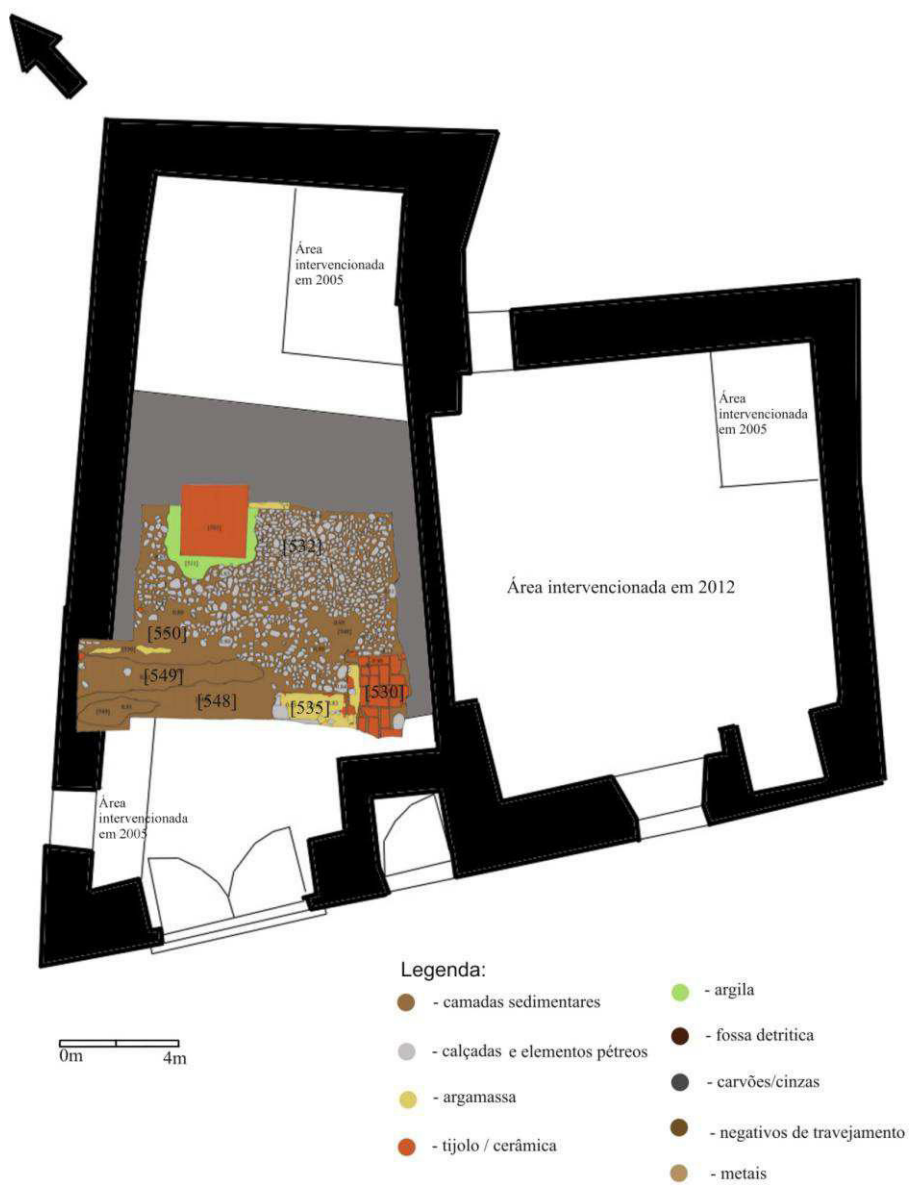 Área
intervencionada
em 2005
Área
intervencionada
em 2005
[532]
Área intervencionada em 2012
[550]
[549]
[530]
[548]
[535]
Área
intervencionada
em 2005
Legenda:
- camadas sedimentares
- calçadas e elementos pétreos
- argamassa
- tijolo / cerâmica
- argila
- fossa detritica
- carvões/cinzas
- negativos de travejamento
- metais
0m
4m